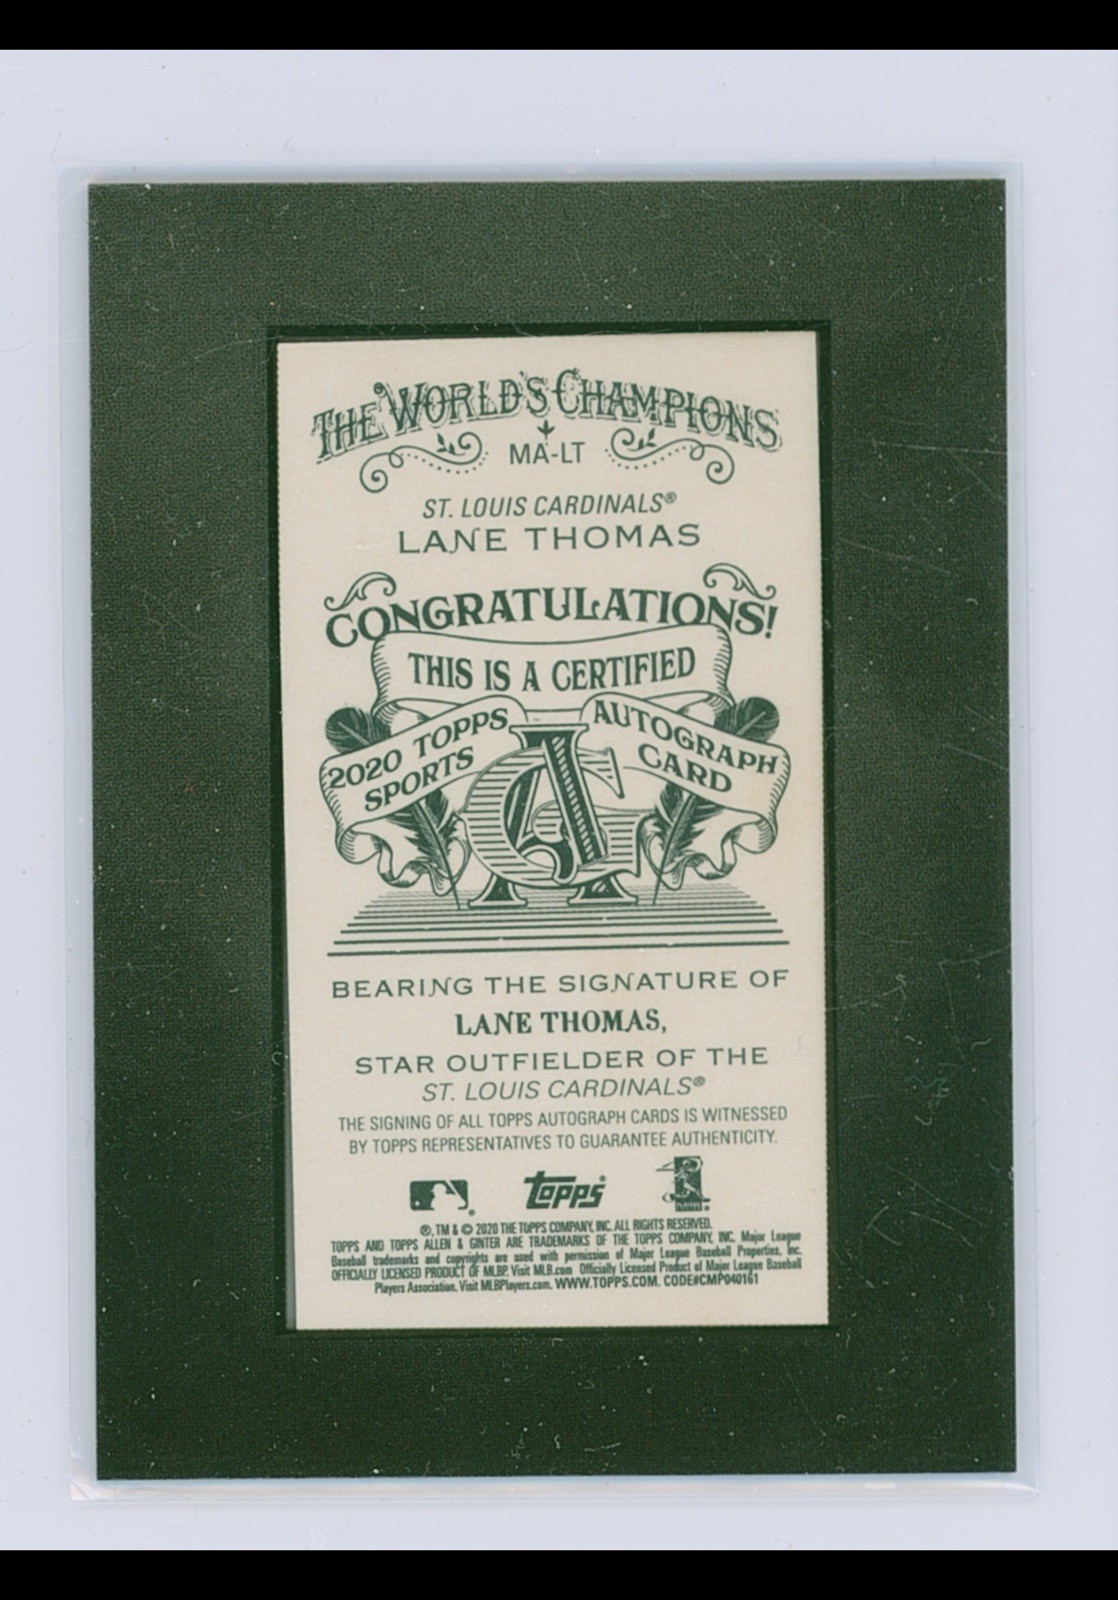 THE WORLD'S CHAMPIONS
MA-LT
ST. LOUIS CARDINALS®
LANE THOMAS
CONGRATULATIONS!
THIS IS A CERTIFIED
2020 TOPPS
SPORTS
AUTOGRAPH
CARD
BEARING THE SIGNATURE OF
LANE THOMAS,
STAR OUTFIELDER OF THE
ST. LOUIS CARDINALS®
THE SIGNING OF ALL TOPPS AUTOGRAPH CARDS IS WITNESSED
BY TOPPS REPRESENTATIVES TO GUARANTEE AUTHENTICITY.
topps®
®, TM & © 2020 THE TOPPS COMPANY, INC. ALL RIGHTS RESERVED.
TOPPS AND TOPPS ALLEN & GINTER ARE TRADEMARKS OF THE TOPPS COMPANY, INC. Major League
Baseball trademarks and copyrights are used with permission of Major League Baseball Properties, Inc.
OFFICIALLY LICENSED PRODUCT OF MLBP. Visit MLB.com Officially Licensed Product of Major League Baseball
Players Association. Visit MLBPlayers.com. WWW.TOPPS.COM. CODE#CMP040161